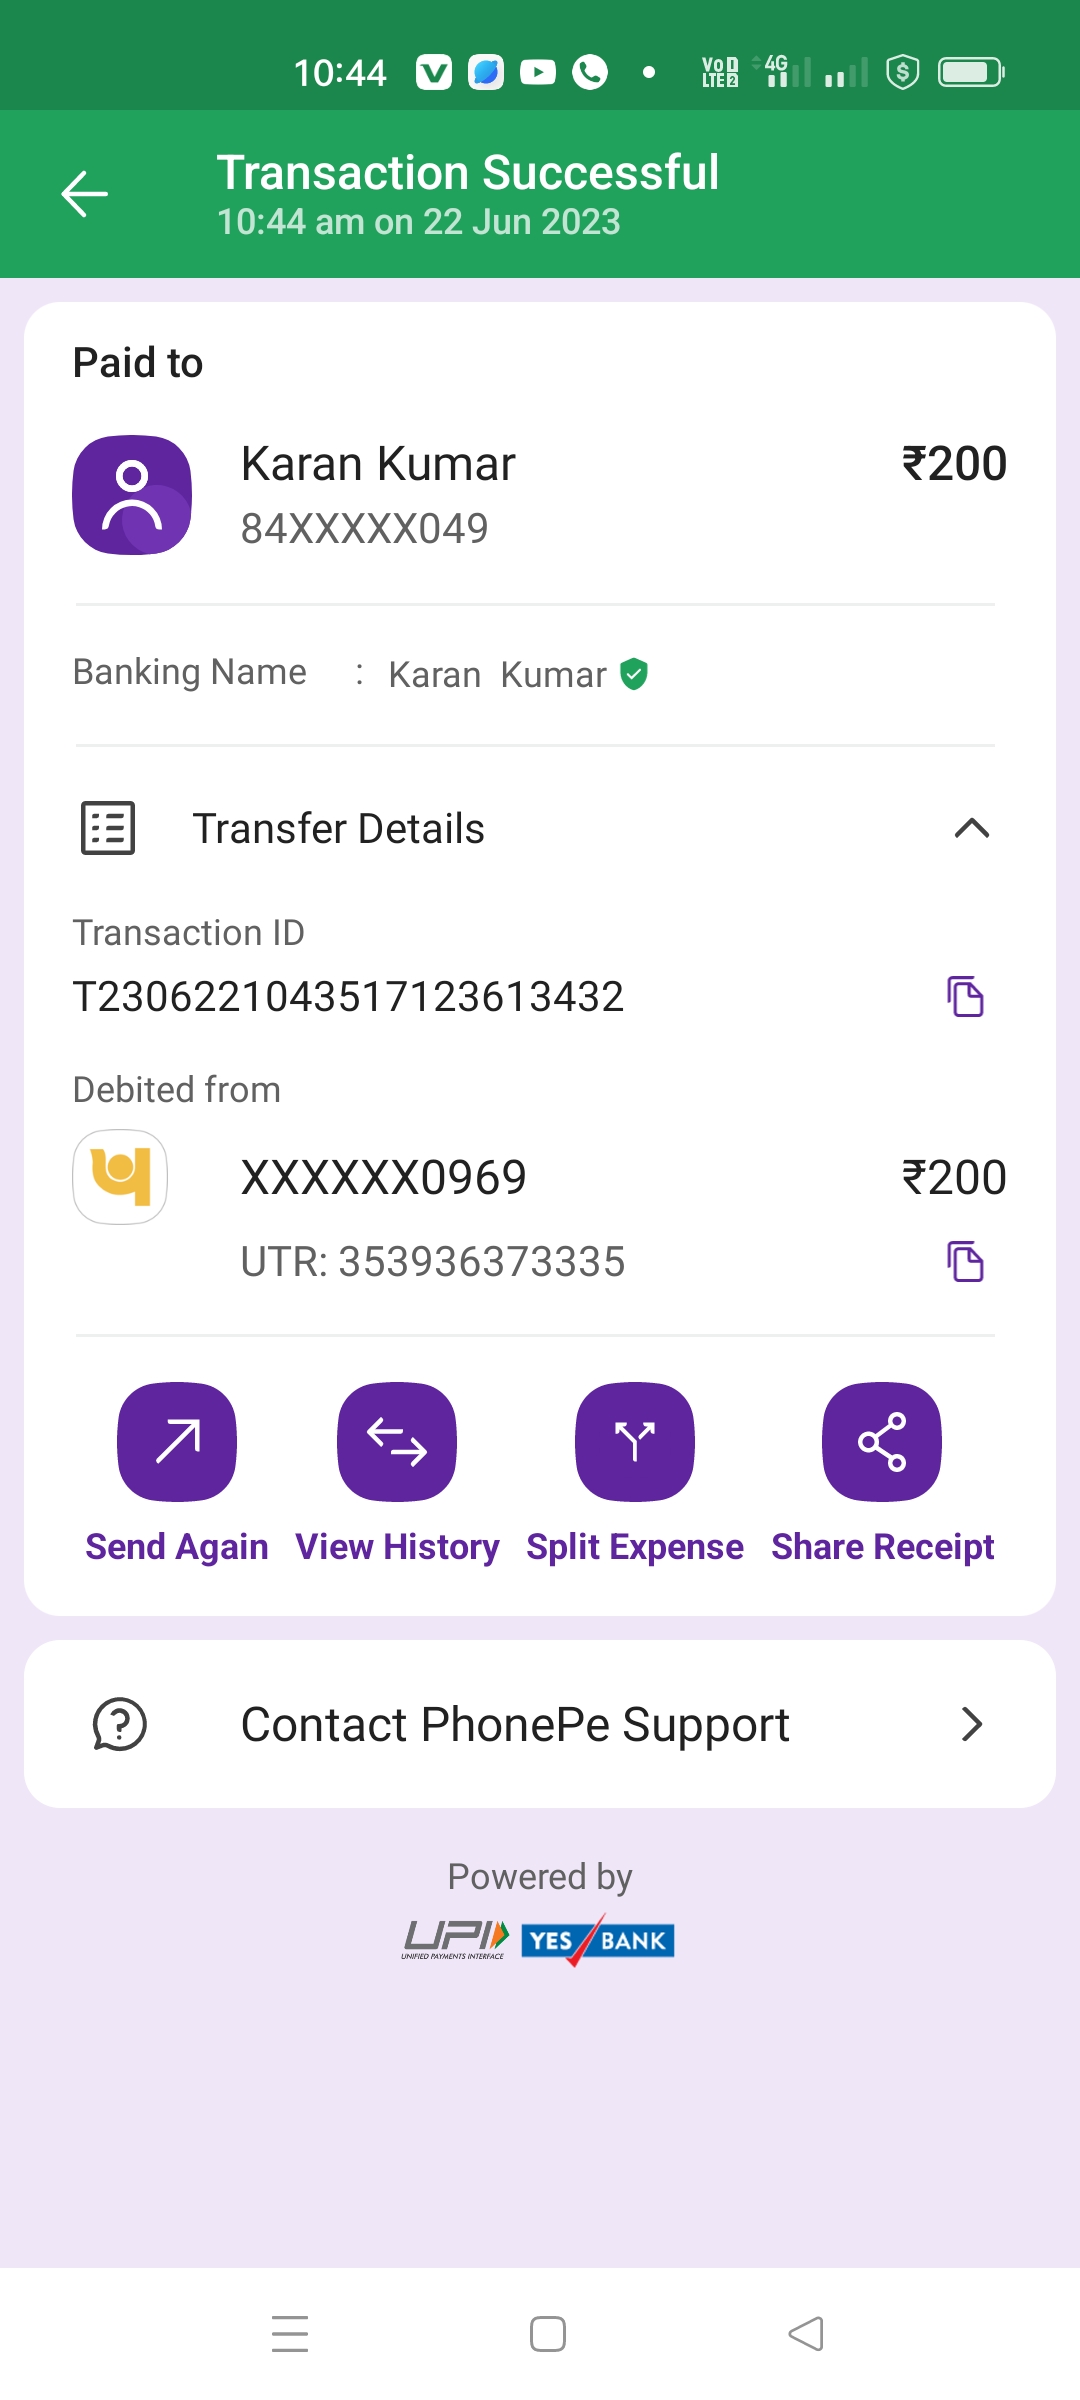 10:44
Vo 1 LTE 2 4G
Transaction Successful
10:44 am on 22 Jun 2023
Paid to
Karan Kumar
₹200
84XXXXX049
Banking Name : Karan Kumar
Transfer Details
Transaction ID
T2306221043517123613432
Debited from
XXXXXX0969
₹200
UTR: 353936373335
Send Again View History Split Expense Share Receipt
Contact PhonePe Support
Powered by
UPI YES BANK
UNIFIED PAYMENTS INTERFACE